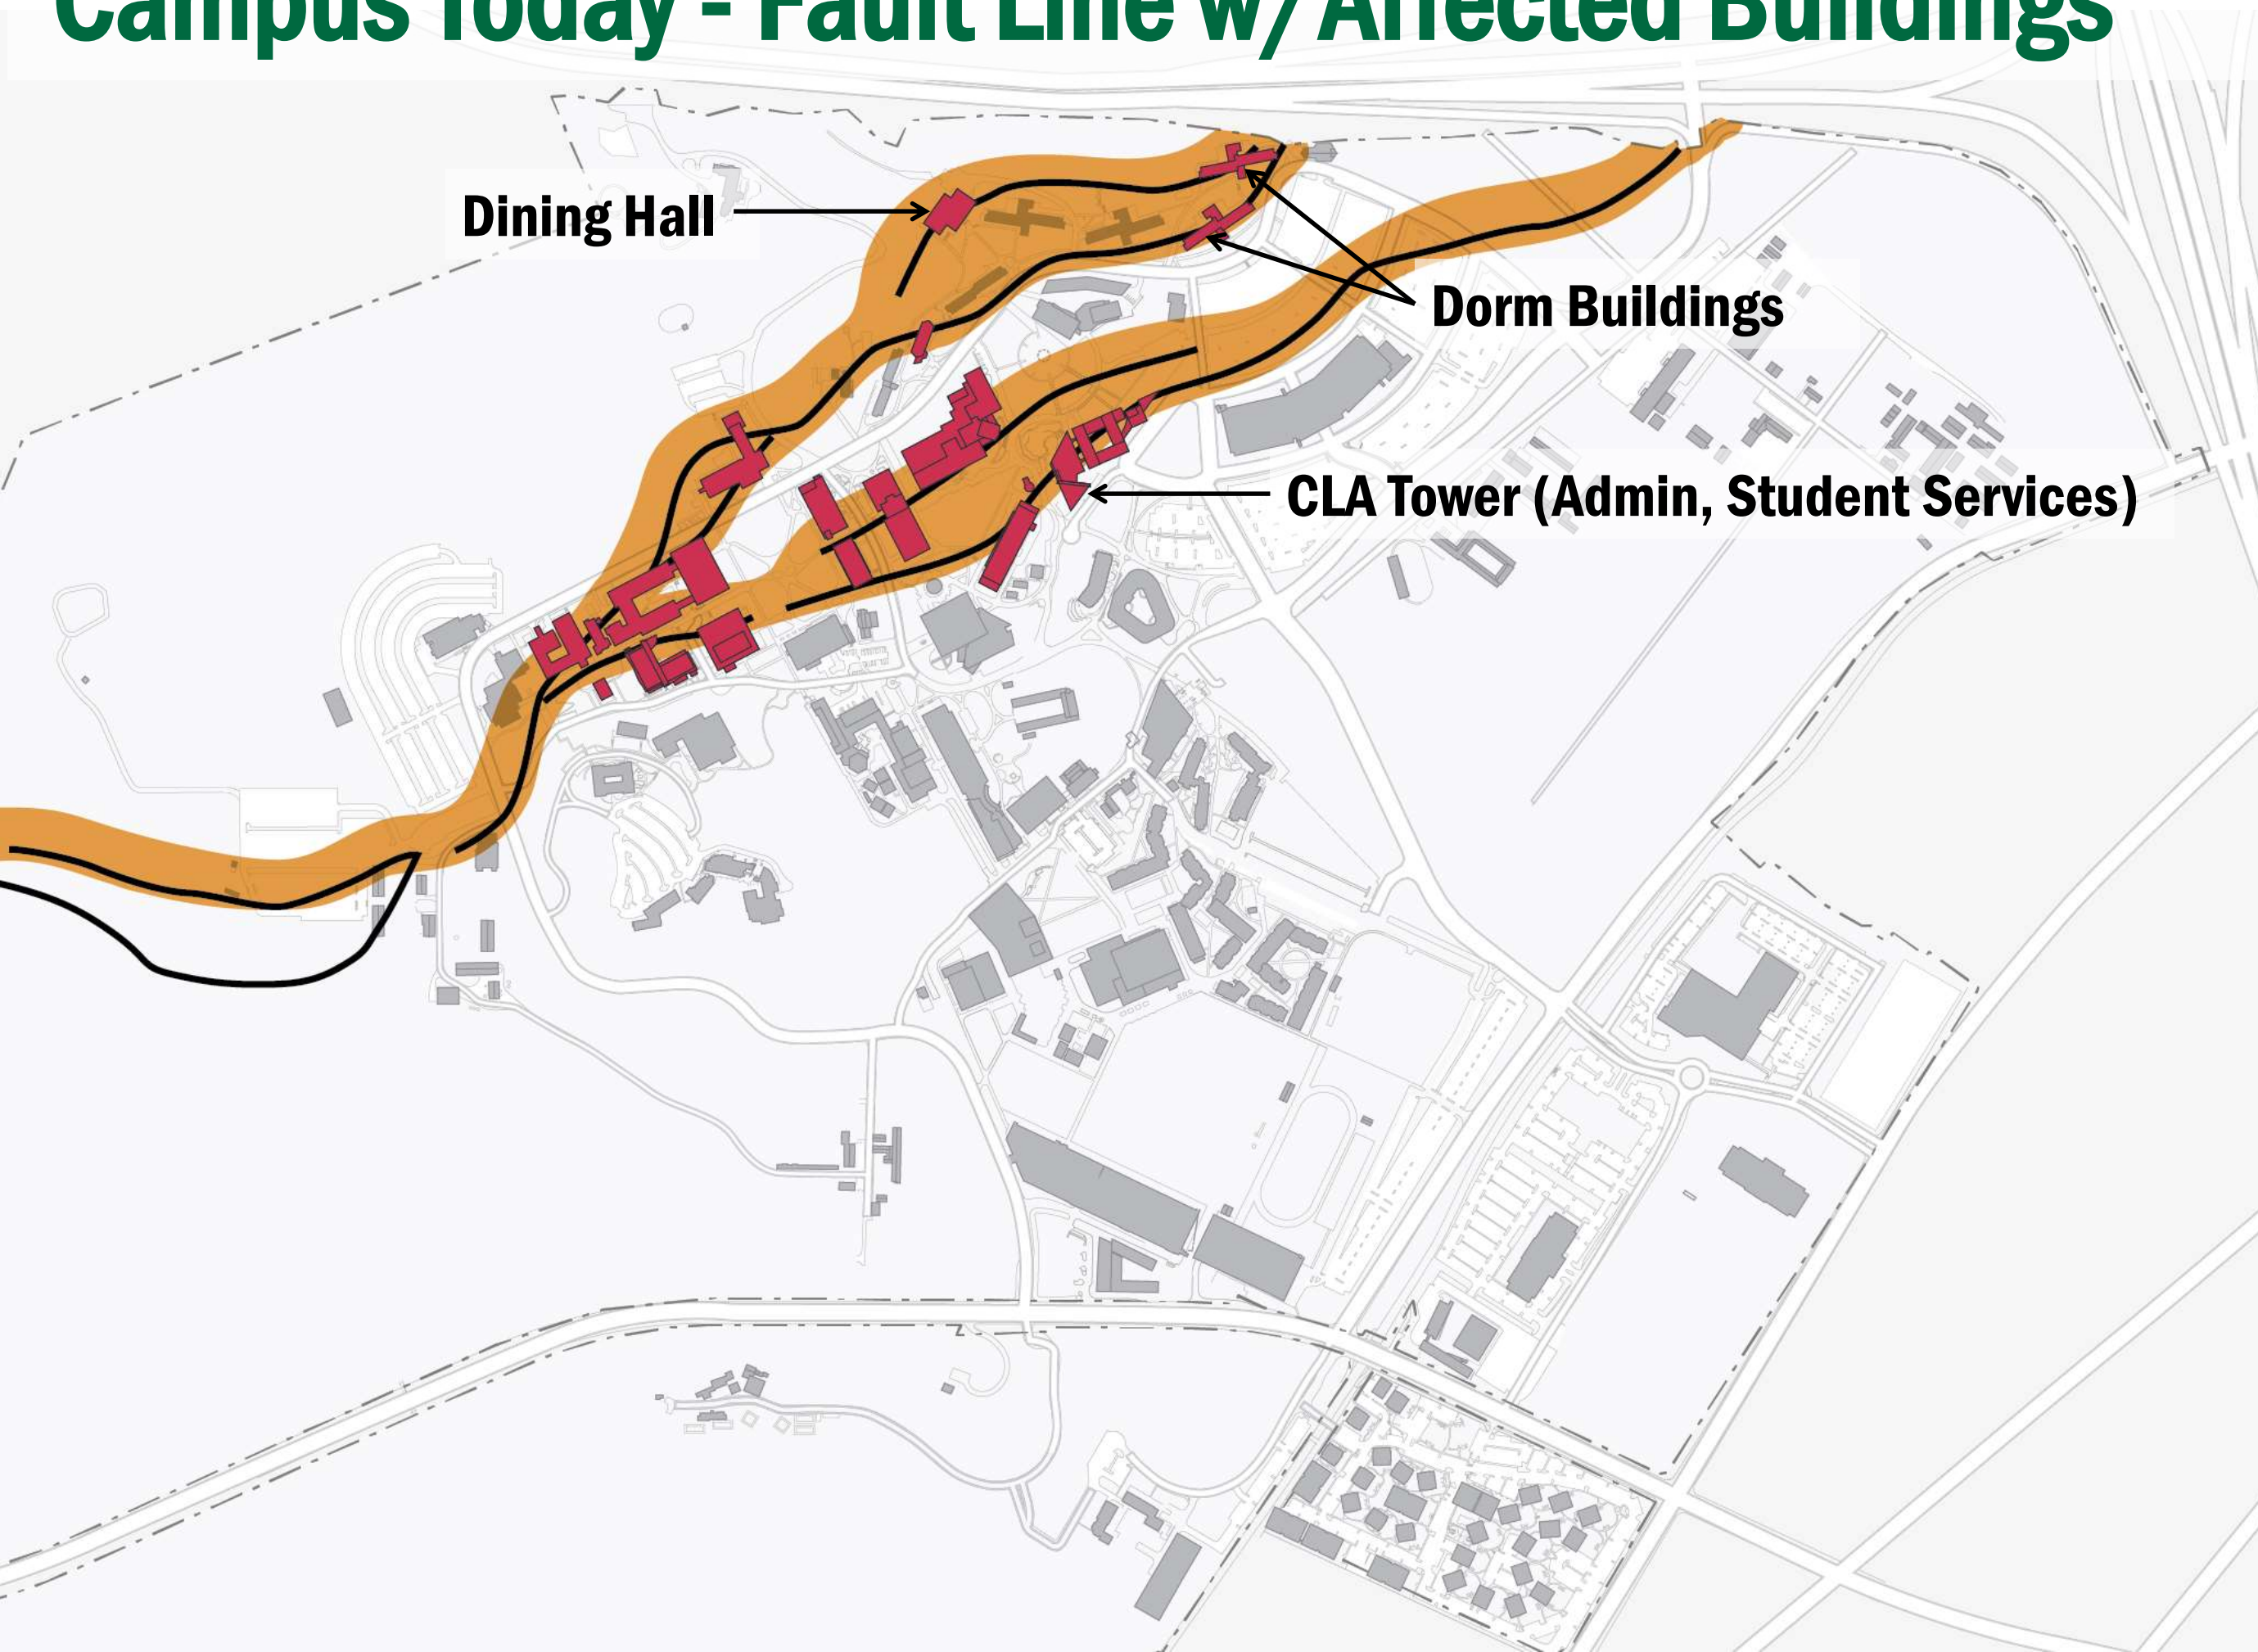 Campus Today - Fault Line w/ Affected Buildings
Dining Hall
Dorm Buildings
CLA Tower (Admin, Student Services)